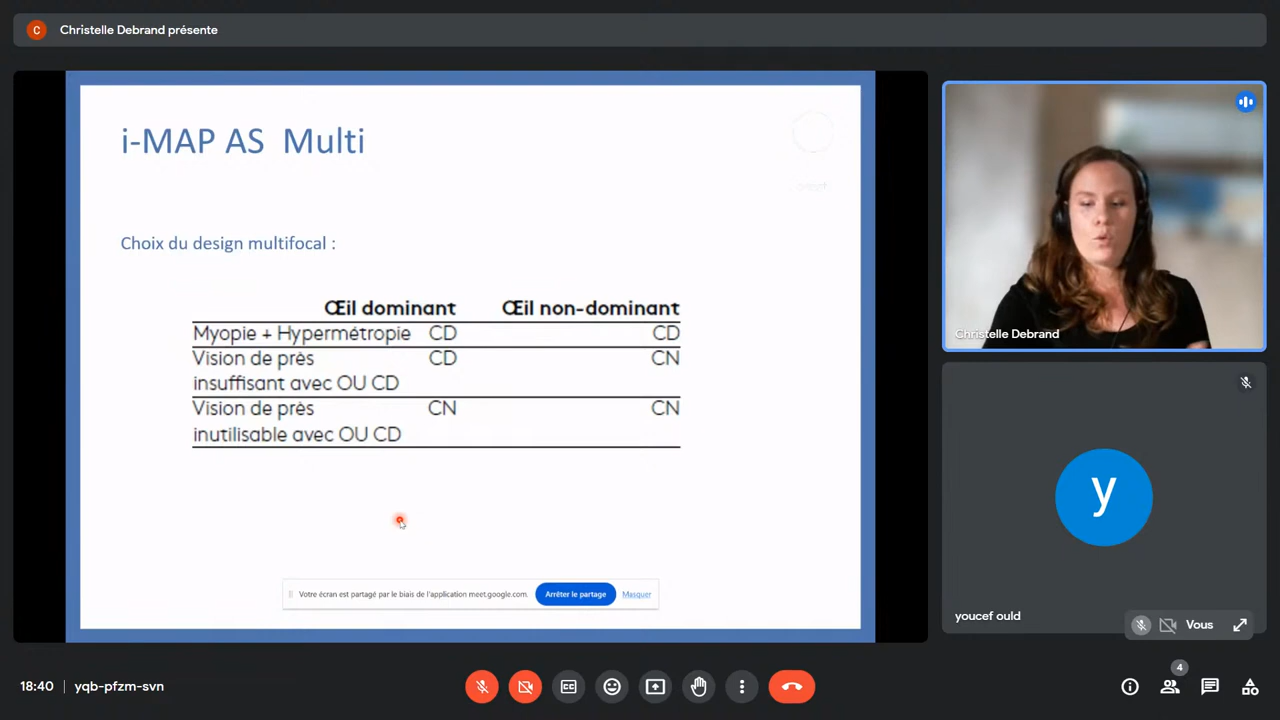 C Christelle Debrand présente
i-MAP AS Multi
Choix du design multifocal :
Œil dominant Œil non-dominant
Myopie + Hypermétropie CD CD
Vision de près CD CN
insuffisant avec OU CD
Vision de près CN CN
inutilisable avec OU CD
Votre écran est partagé par le biais de l'application meet.google.com. Arrêter le partage Masquer
Christelle Debrand
y
youcef ould
Vous
18:40 yqb-pfzm-svn
4